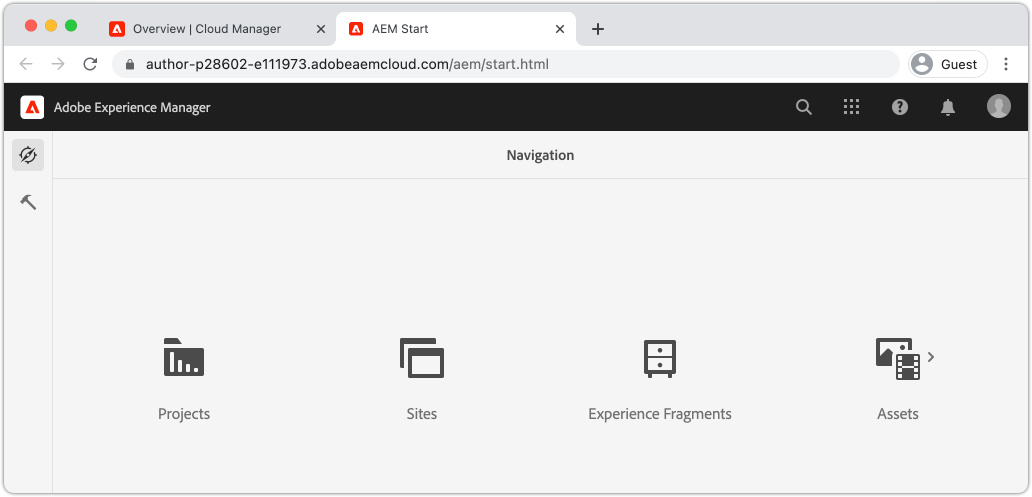 Overview | Cloud Manager
AEM Start
author-p28602-e111973.adobeaemcloud.com/aem/start.html
Guest
Adobe Experience Manager
Navigation
Projects
Sites
Experience Fragments
Assets